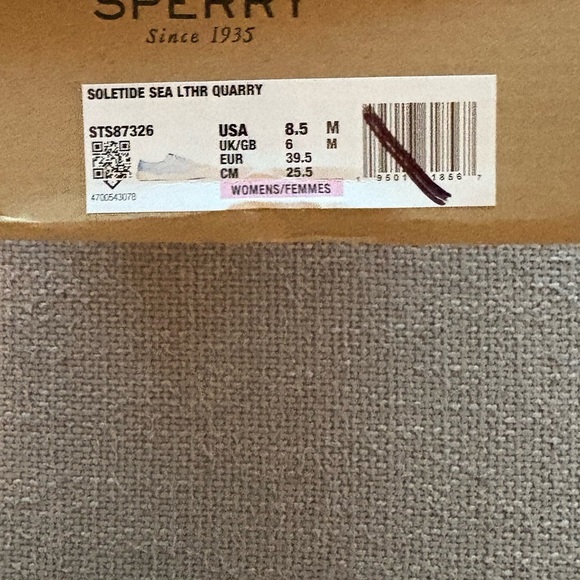 SPERRY
Since 1935
SOLETIDE SEA LTHR QUARRY
STS87326
USA 8.5 M
UK/GB 6 M
EUR 39.5
CM 25.5
WOMENS/FEMMES
4700543078